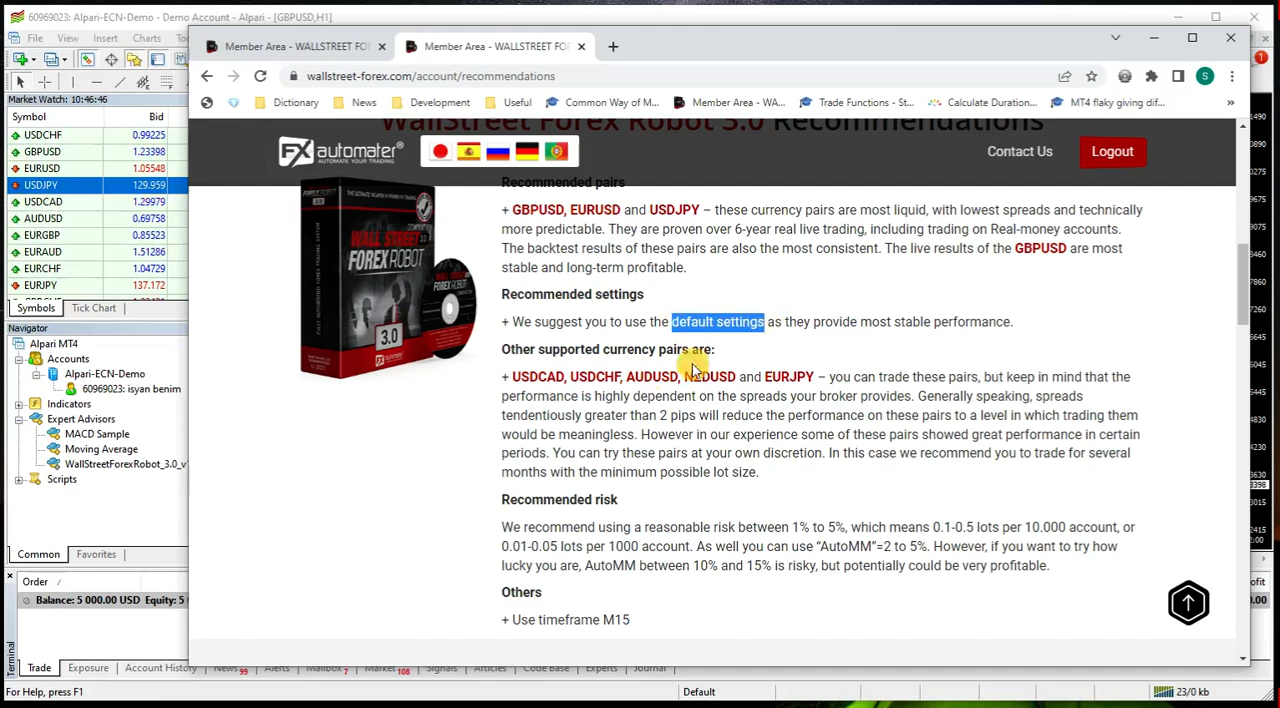 60969023: Alpari-ECN-Demo - Demo Account - Alpari - [GBPUSD,H1]
File View Insert Charts
Market Watch: 10:46:46
Symbol Bid
USDCHF 0.99225
GBPUSD 1.23398
EURUSD 1.05548
USDJPY 129.959
USDCAD 1.29979
AUDUSD 0.69758
EURGBP 0.85523
EURAUD 1.51286
EURCHF 1.04729
EURJPY 137.172
Symbols Tick Chart
Navigator
Alpari MT4
Accounts
Alpari-ECN-Demo
60969023: isyan benim
Indicators
Expert Advisors
MACD Sample
Moving Average
WallStreetForexRobot_3.0_v
Scripts
Common Favorites
Order /
Balance: 5 000.00 USD Equity: 5
Terminal
Trade Exposure Account History News 99 Alerts Mailbox 7 Market 108 Signals Articles Code Base Experts Journal
For Help, press F1
Default
23/0 kb
Member Area - WALLSTREET FO
Member Area - WALLSTREET FO
wallstreet-forex.com/account/recommendations
S
Dictionary News Development Useful Common Way of M... Member Area - WA... Trade Functions - St... Calculate Duration... MT4 flaky giving dif... »
WallStreet Forex Robot 3.0 Recommendations
FX automater®
AUTOMATE YOUR TRADING
Contact Us
Logout
WALL STREET
FOREX ROBOT
3.0
Recommended pairs
+ GBPUSD, EURUSD and USDJPY – these currency pairs are most liquid, with lowest spreads and technically
more predictable. They are proven over 6-year real live trading, including trading on Real-money accounts.
The backtest results of these pairs are also the most consistent. The live results of the GBPUSD are most
stable and long-term profitable.
Recommended settings
+ We suggest you to use the default settings as they provide most stable performance.
Other supported currency pairs are:
+ USDCAD, USDCHF, AUDUSD, NZDUSD and EURJPY – you can trade these pairs, but keep in mind that the
performance is highly dependent on the spreads your broker provides. Generally speaking, spreads
tendentiously greater than 2 pips will reduce the performance on these pairs to a level in which trading them
would be meaningless. However in our experience some of these pairs showed great performance in certain
periods. You can try these pairs at your own discretion. In this case we recommend you to trade for several
months with the minimum possible lot size.
Recommended risk
We recommend using a reasonable risk between 1% to 5%, which means 0.1-0.5 lots per 10.000 account, or
0.01-0.05 lots per 1000 account. As well you can use “AutoMM”=2 to 5%. However, if you want to try how
lucky you are, AutoMM between 10% and 15% is risky, but potentially could be very profitable.
Others
+ Use timeframe M15